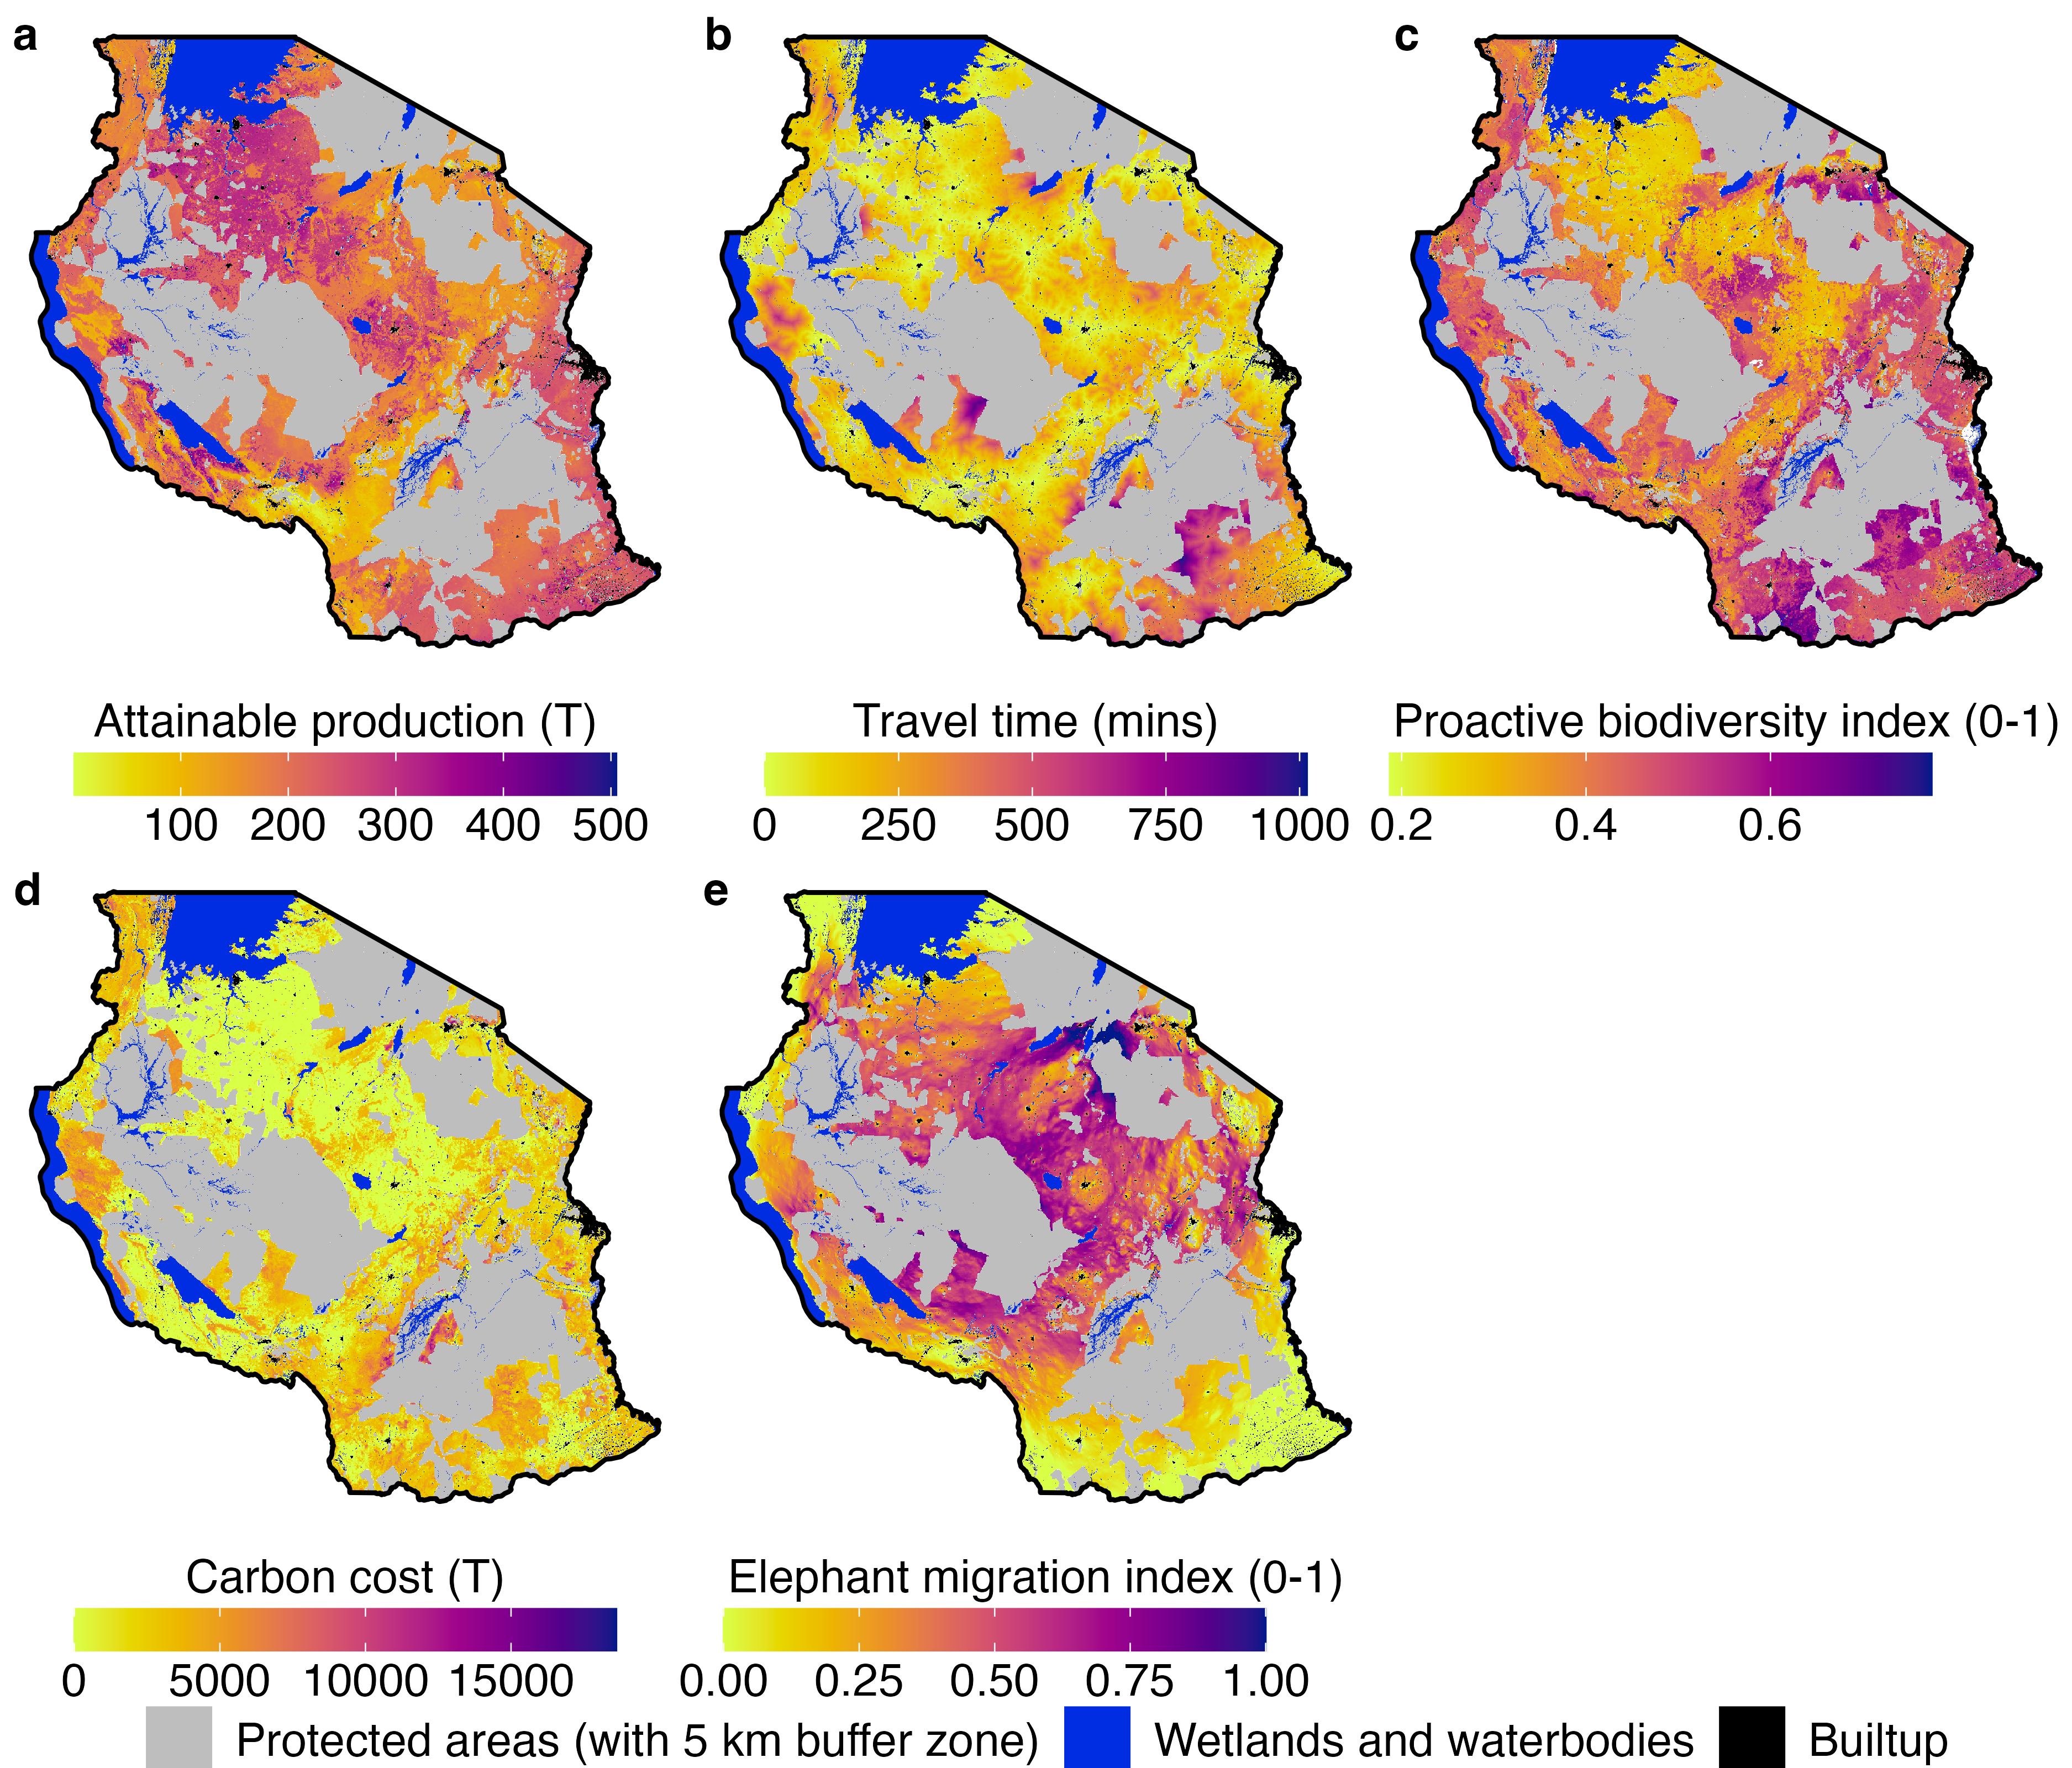 a
b
c
Attainable production (T)
100 200 300 400 500
Travel time (mins)
0 250 500 750 1000
Proactive biodiversity index (0-1)
0.2 0.4 0.6
d
e
Carbon cost (T)
0 5000 10000 15000
Elephant migration index (0-1)
0.00 0.25 0.50 0.75 1.00
Protected areas (with 5 km buffer zone)
Wetlands and waterbodies
Builtup